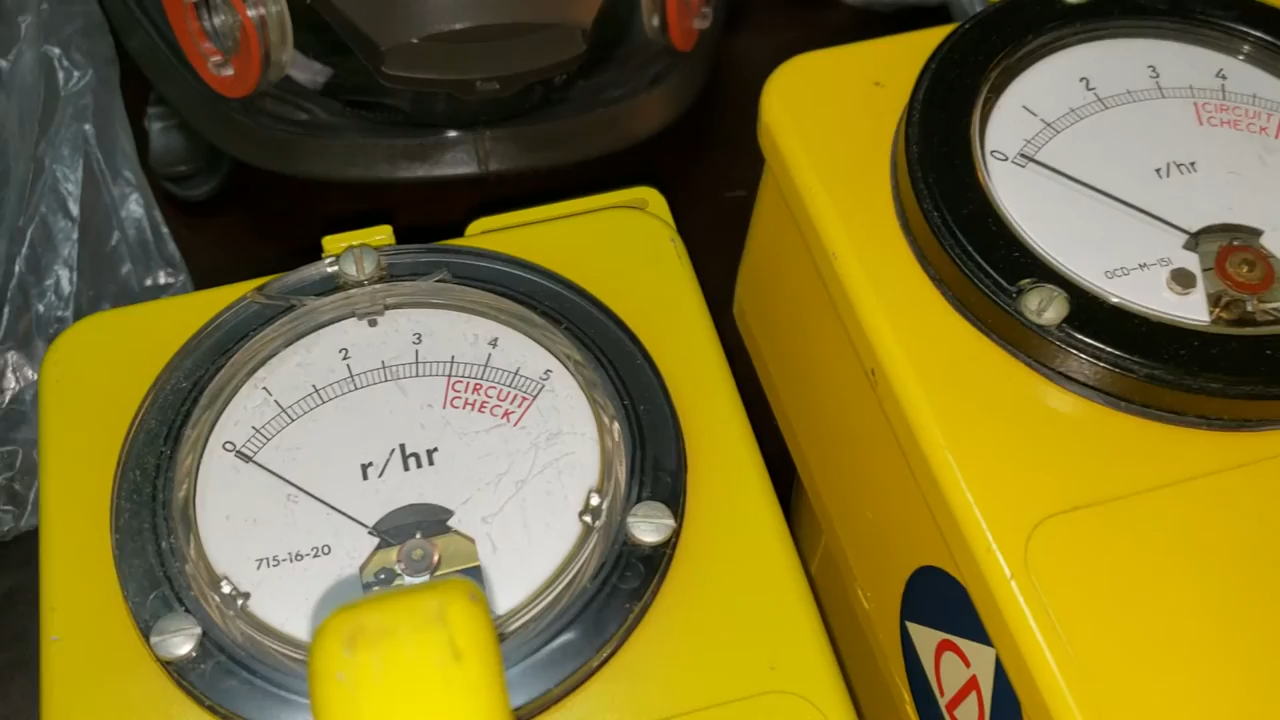 0 1 2 3 4 5
CIRCUIT
CHECK
r/hr
715-16-20
0 1 2 3 4
CIRCUIT
CHECK
r/hr
OCD-M-151
CD